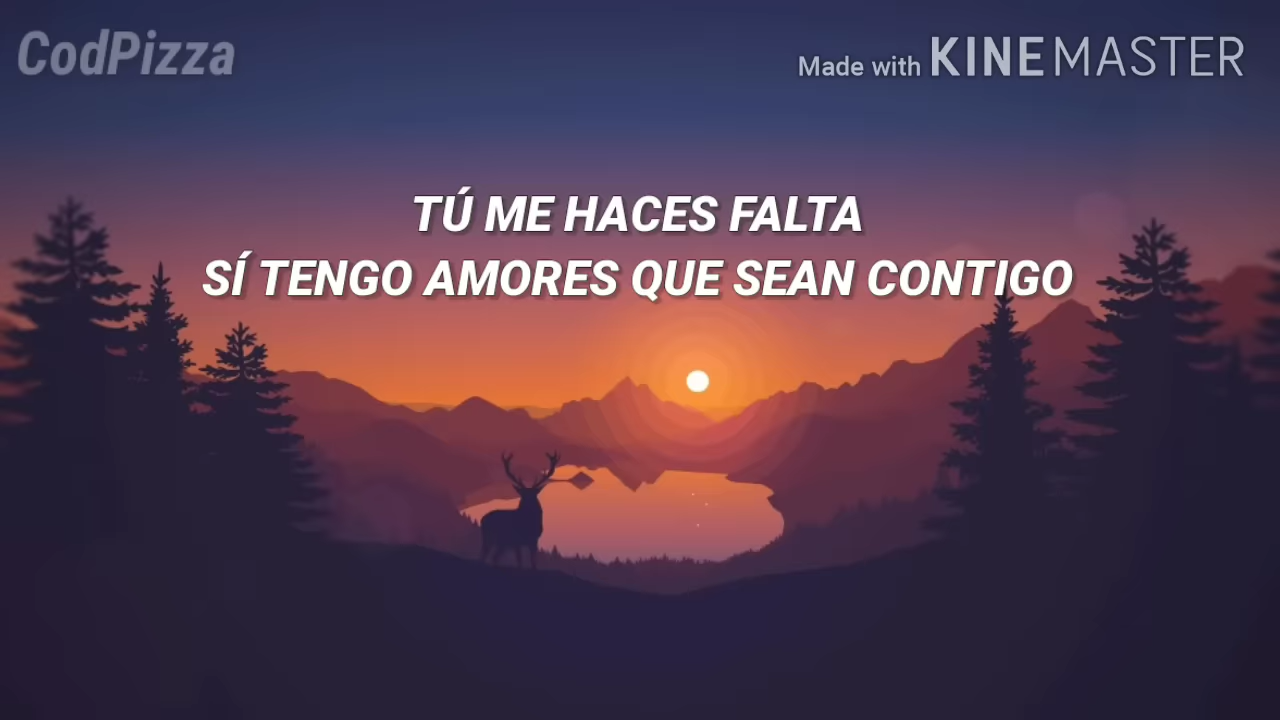 CodPizza
Made with KINEMASTER
TÚ ME HACES FALTA
SÍ TENGO AMORES QUE SEAN CONTIGO